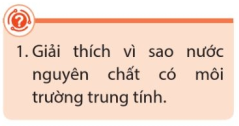 1. Giải thích vì sao nước
nguyên chất có môi
trường trung tính.